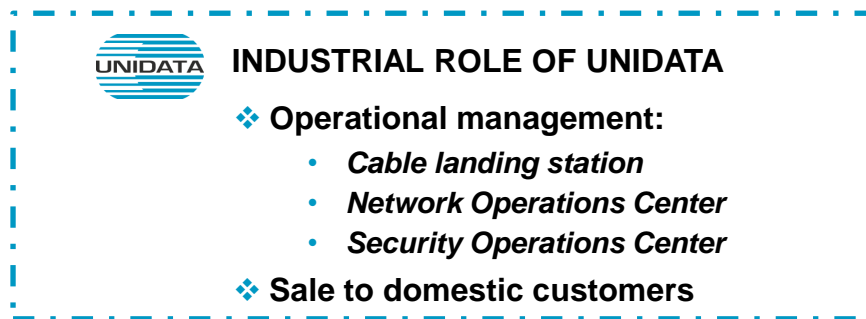 UNIDATA
INDUSTRIAL ROLE OF UNIDATA
❖ Operational management:
• Cable landing station
• Network Operations Center
• Security Operations Center
❖ Sale to domestic customers